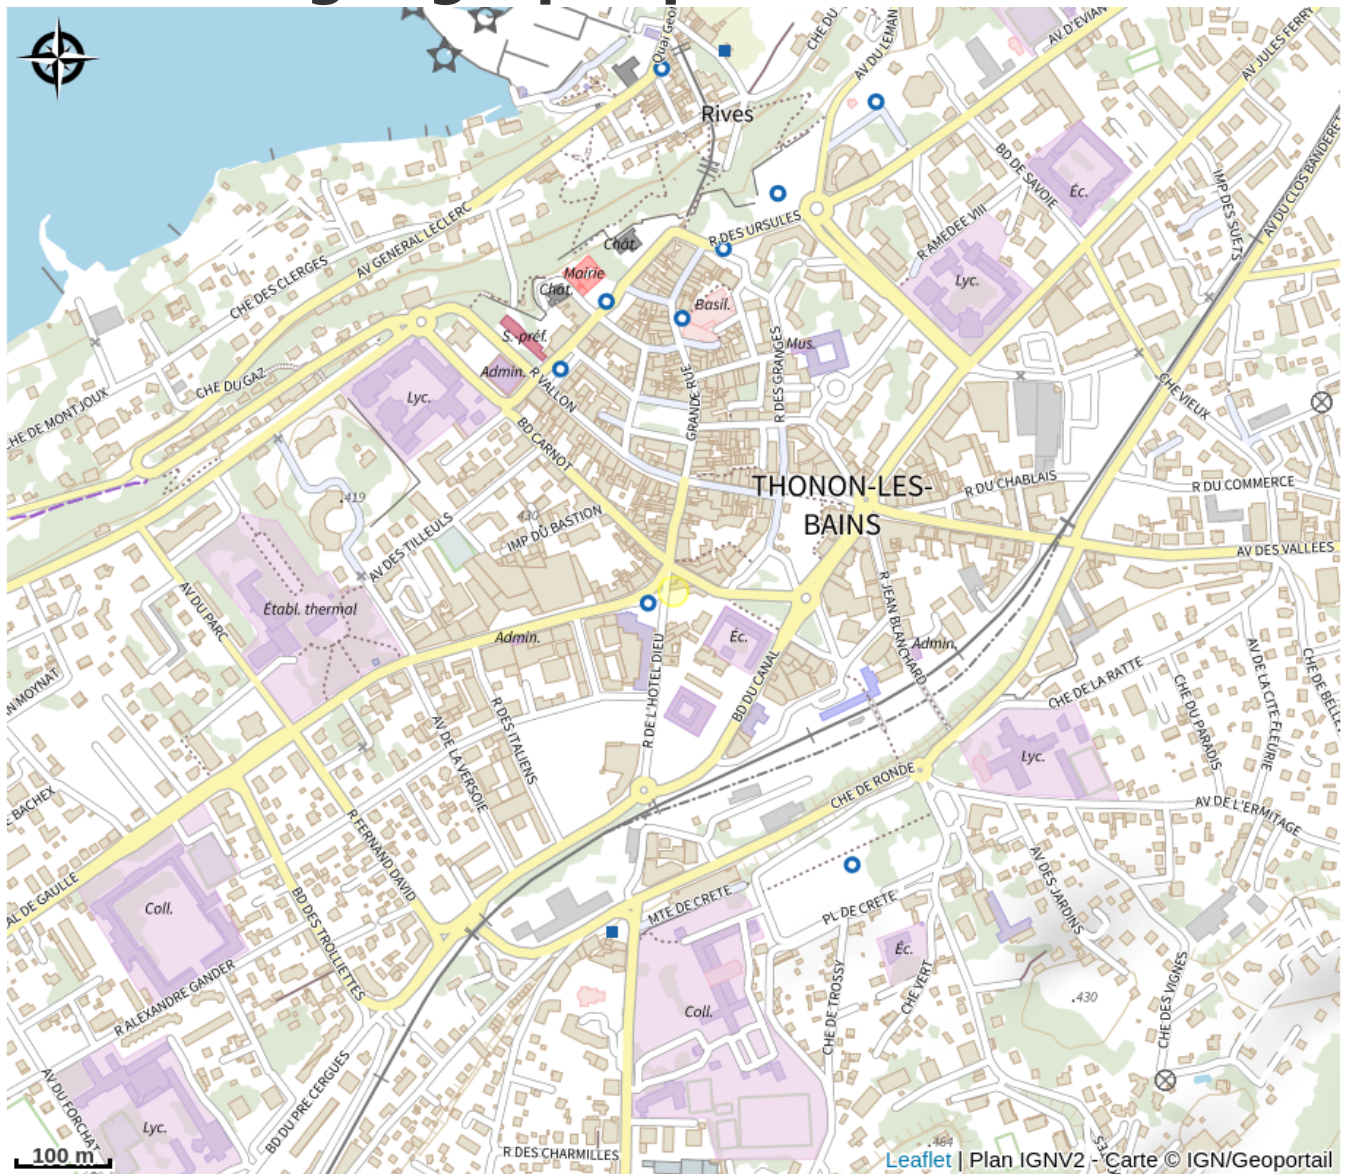 Quai Geor
CHE DU
AV DU LEMAN
AV D'EVIAN
AV JULES FERRY
Rives
BD DE SAVOIE
Éc.
IMP DES SUETS
AV DU CLOS BANDERET
AV GENERAL LECLERC
CHE DES CLERGES
R DES URSULES
R AMEDEE VIII
Chât.
Mairie
Chât.
Lyc.
Basil.
S.-préf.
Mus.
Admin.
R VALLON
R DES GRANGES
GRANDE RUE
CHE DU GAZ
CHE DE MONTJOUX
Lyc.
CHE VIEUX
BD CARNOT
419
430
IMP DU BASTION
AV DES TILLEULS
THONON-LES-
BAINS
R DU CHABLAIS
R DU COMMERCE
AV DES VALLEES
AV DU PARC
Établ. thermal
Admin.
Éc.
R JEAN BLANCHARD
Admin.
R DE L'HOTEL DIEU
BD DU CANAL
CHE DE LA RATTE
AV DE LA CITE FLEURIE
CHE DE BELLE
CHE DU PARADIS
N MOYNAT
R DES ITALIENS
AV DE LA VERSOIE
Lyc.
CHE DE RONDE
AV DE L'ERMITAGE
BACHEX
R FERNAND DAVID
AL DE GAULLE
Coll.
BD DES TROLLIETTES
MTE DE CRETE
PL DE CRETE
AV DES JARDINS
Éc.
R ALEXANDRE GANDER
CHE DE TROSSY
CHE VERT
CHE DES VIGNES
.430
Coll.
AV DU FORCHAT
BD DU PRE CERGUES
Lyc.
R DES CHARMILLES
464
100 m
Leaflet | Plan IGNV2 - Carte © IGN/Geoportail